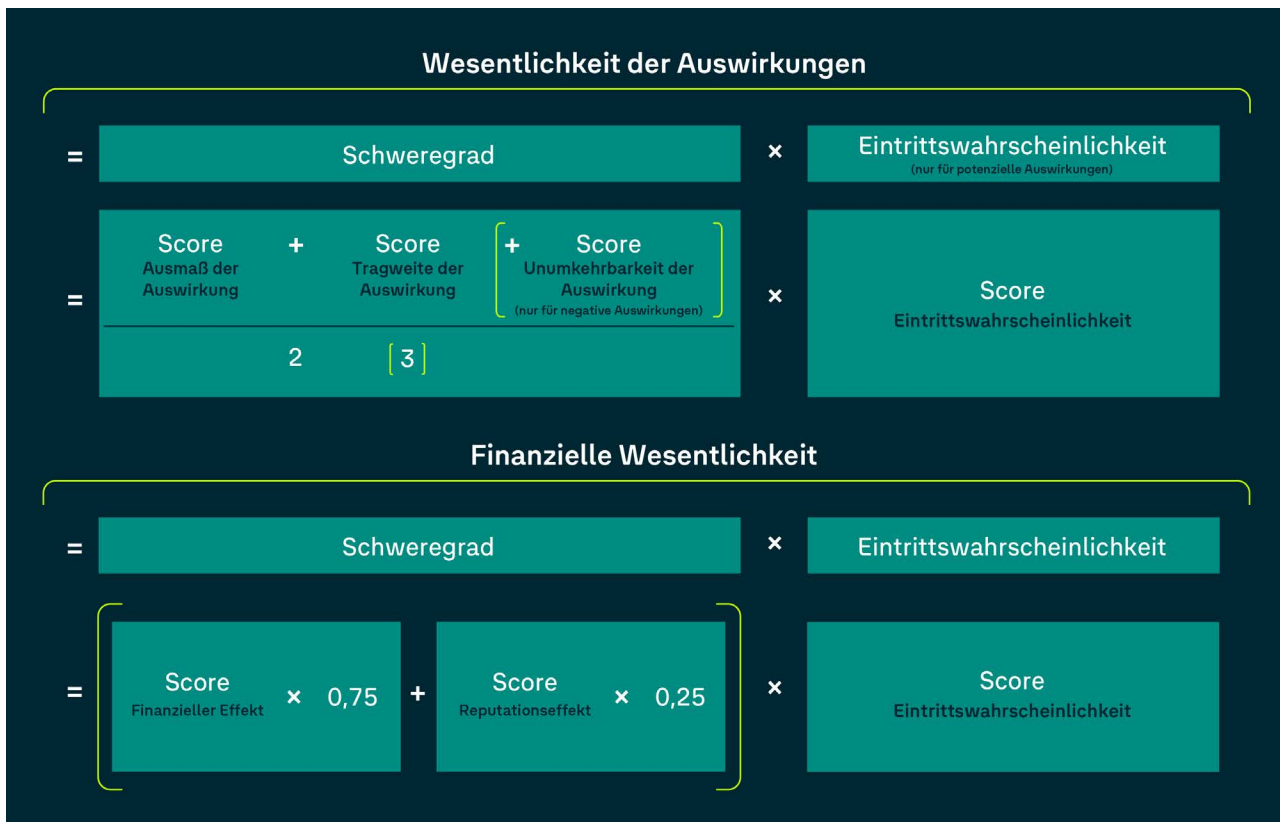 Wesentlichkeit der Auswirkungen
= Schweregrad × Eintrittswahrscheinlichkeit
(nur für potenzielle Auswirkungen)
Score + Score + Score
Ausmaß der Tragweite der Unumkehrbarkeit der
Auswirkung Auswirkung Auswirkung
(nur für negative Auswirkungen)
= × Score
Eintrittswahrscheinlichkeit
2 [3]
Finanzielle Wesentlichkeit
= Schweregrad × Eintrittswahrscheinlichkeit
= Score × 0,75 + Score × 0,25 × Score
Finanzieller Effekt Reputationseffekt Eintrittswahrscheinlichkeit